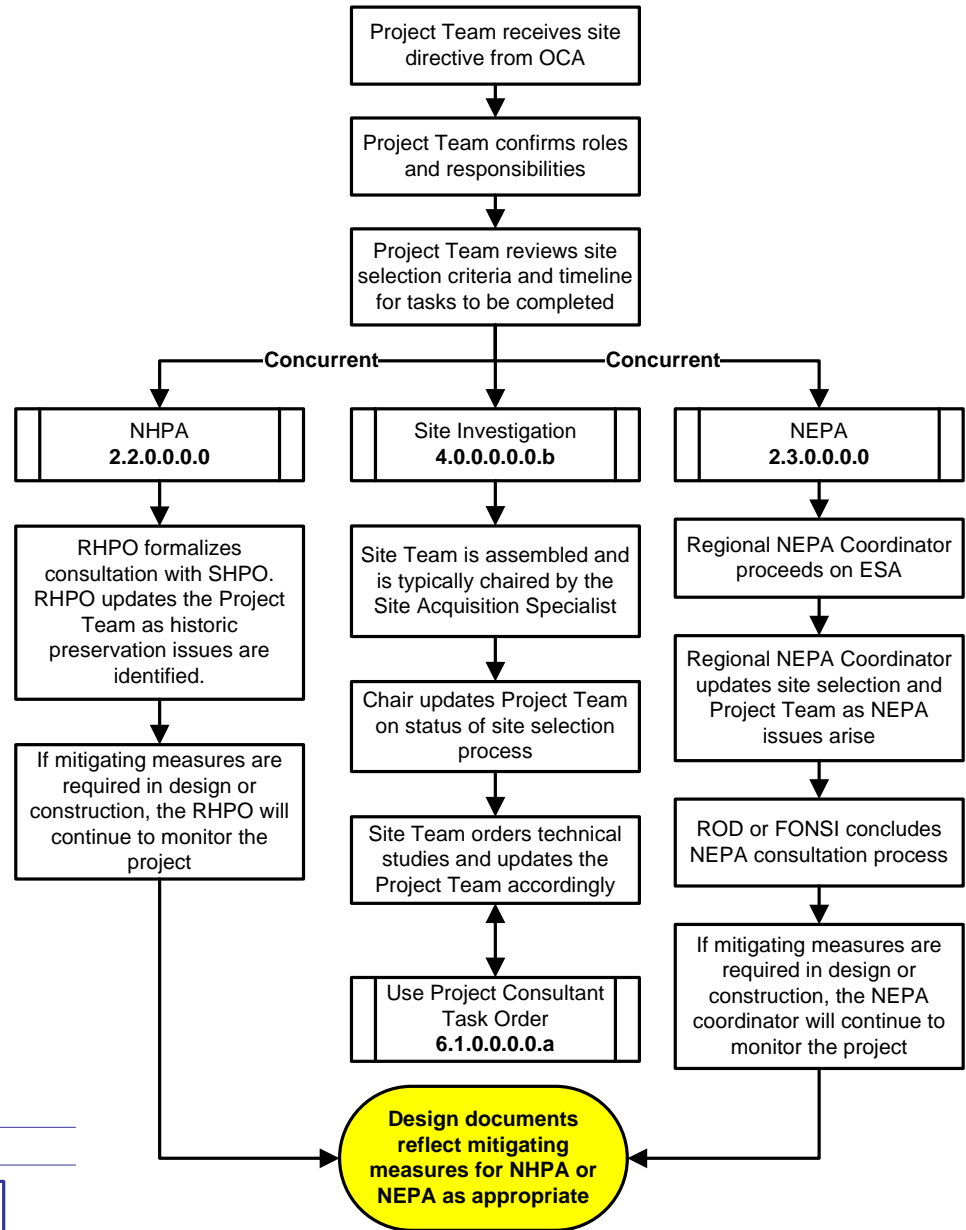 Project Team receives site
directive from OCA
Project Team confirms roles
and responsibilities
Project Team reviews site
selection criteria and timeline
for tasks to be completed
Concurrent
Concurrent
NHPA
2.2.0.0.0.0
RHPO formalizes
consultation with SHPO.
RHPO updates the Project
Team as historic
preservation issues are
identified.
If mitigating measures are
required in design or
construction, the RHPO will
continue to monitor the
project
Site Investigation
4.0.0.0.0.0.b
Site Team is assembled and
is typically chaired by the
Site Acquisition Specialist
Chair updates Project Team
on status of site selection
process
Site Team orders technical
studies and updates the
Project Team accordingly
Use Project Consultant
Task Order
6.1.0.0.0.0.a
NEPA
2.3.0.0.0.0
Regional NEPA Coordinator
proceeds on ESA
Regional NEPA Coordinator
updates site selection and
Project Team as NEPA
issues arise
ROD or FONSI concludes
NEPA consultation process
If mitigating measures are
required in design or
construction, the NEPA
coordinator will continue to
monitor the project
Design documents
reflect mitigating
measures for NHPA or
NEPA as appropriate